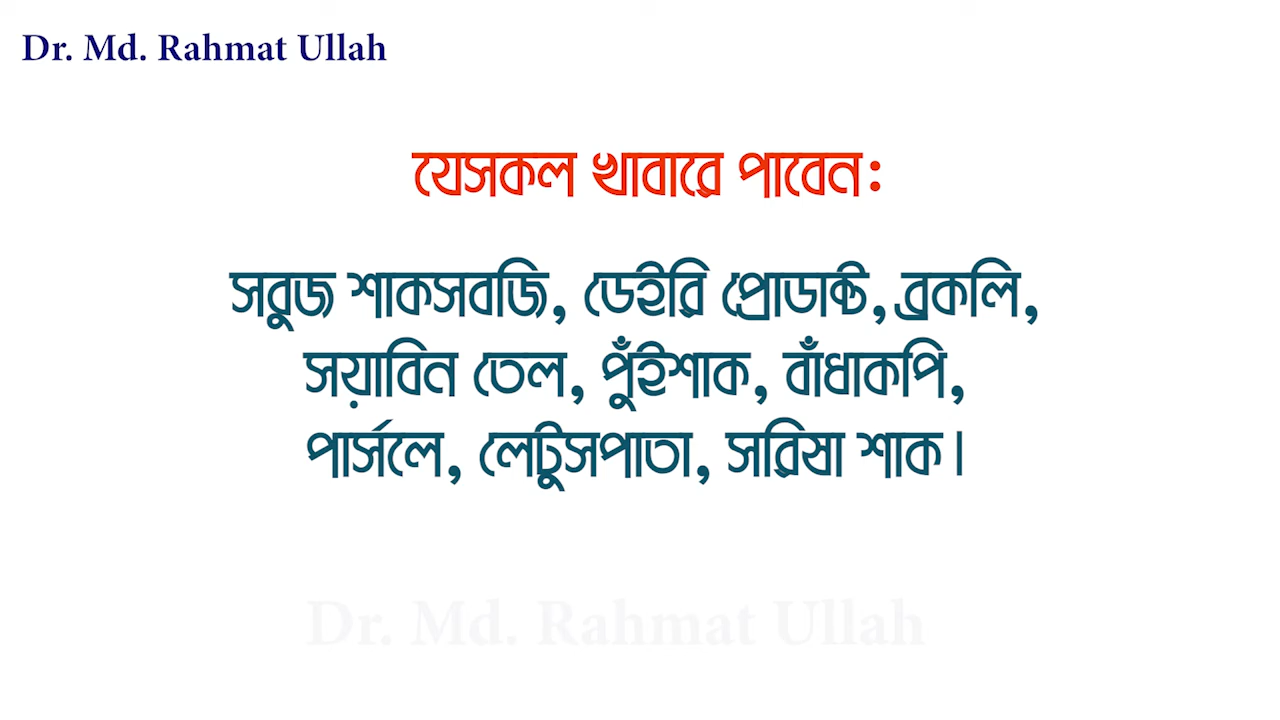 Dr. Md. Rahmat Ullah
যেসকল খাবারে পাবেন:
সবুজ শাকসবজি, ডেইরি প্রোডাক্ট, ব্রকলি,
সয়াবিন তেল, পুঁইশাক, বাঁধাকপি,
পার্সলে, লেটুসপাতা, সরিষা শাক।
Dr. Md. Rahmat Ullah